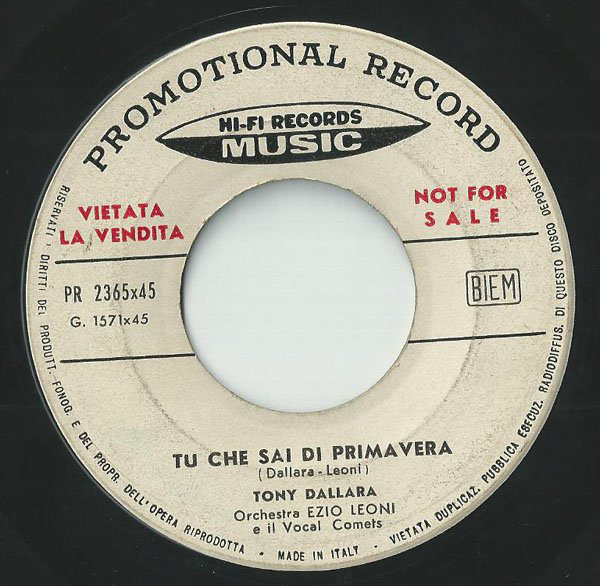 PROMOTIONAL RECORD
HI-FI RECORDS
MUSIC
VIETATA
LA VENDITA
NOT FOR
SALE
PR 2365x45
G. 1571x45
BIEM
TU CHE SAI DI PRIMAVERA
(Dallara - Leoni)
TONY DALLARA
Orchestra EZIO LEONI
e il Vocal Comets
RISERVATI I DIRITTI DEL PRODUTT. FONOG. E DEL PROPR. DELL'OPERA RIPRODOTTA • MADE IN ITALY • VIETATA DUPLICAZ. PUBBLICA ESECUZ. RADIODIFFUS. DI QUESTO DISCO DEPOSITATO